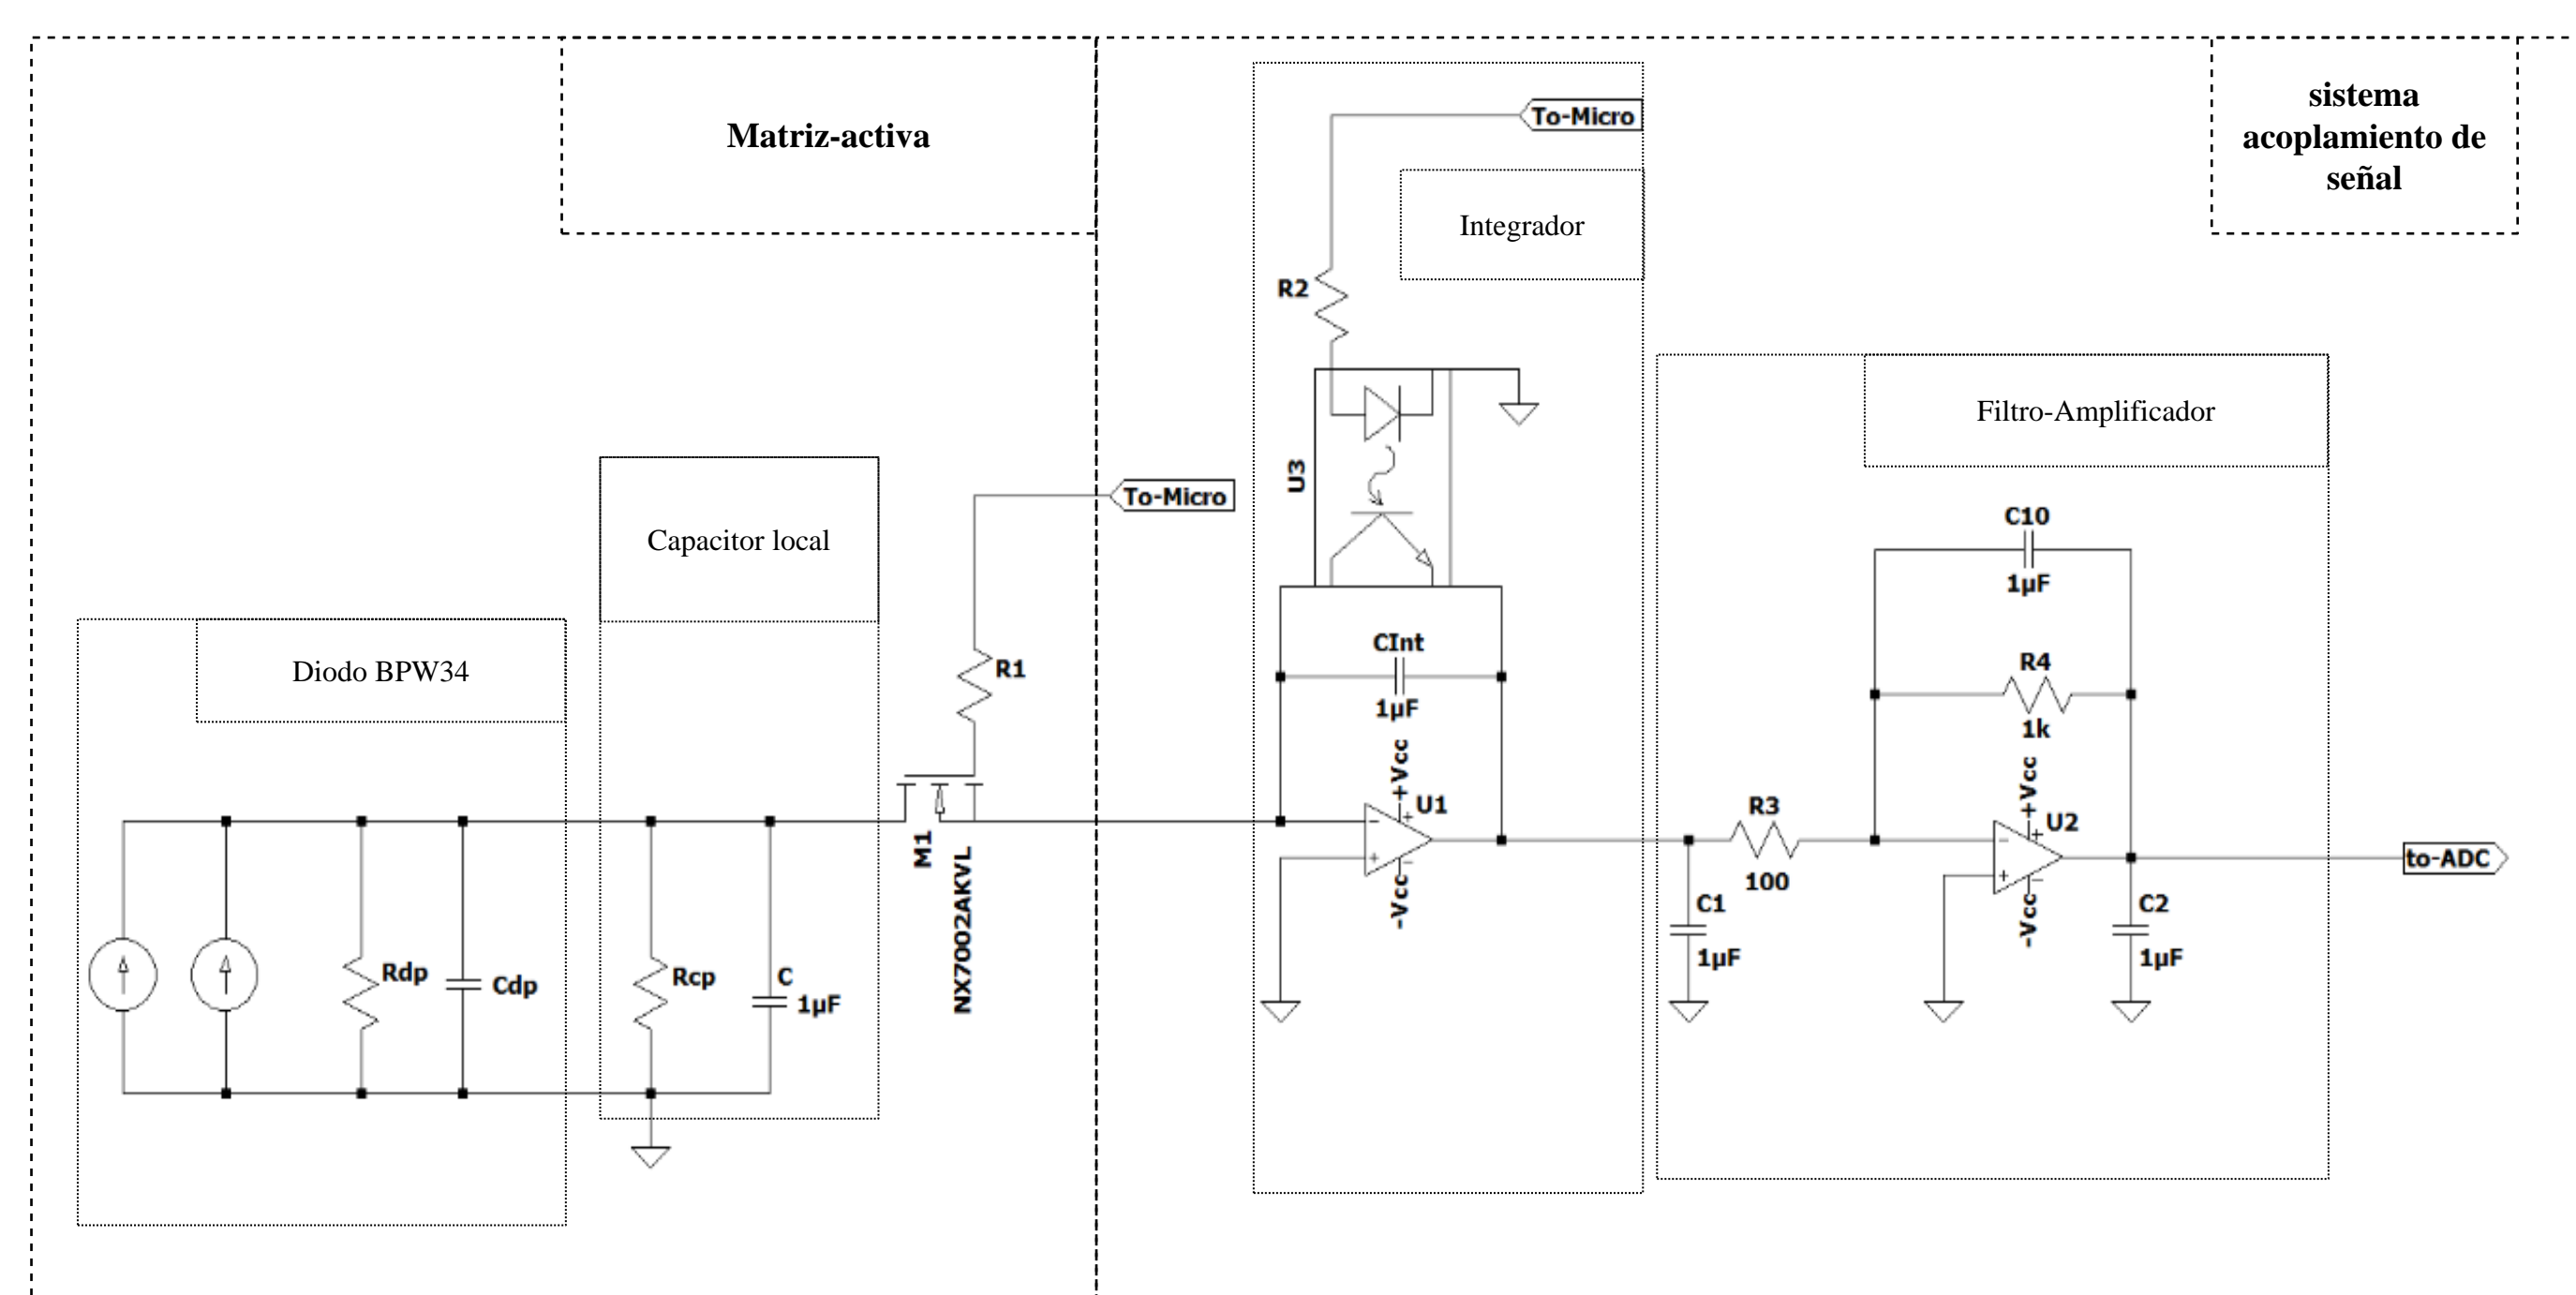 Matriz-activa
sistema
acoplamiento de
señal
To-Micro
Integrador
R2
U3
Filtro-Amplificador
Capacitor local
To-Micro
C10
1µF
Diodo BPW34
R1
CInt
1µF
R4
1k
+Vcc
U1
-Vcc
R3
100
+Vcc
U2
-Vcc
to-ADC
M1
NX7002AKVL
C1
1µF
C2
1µF
Rdp
Cdp
Rcp
C
1µF